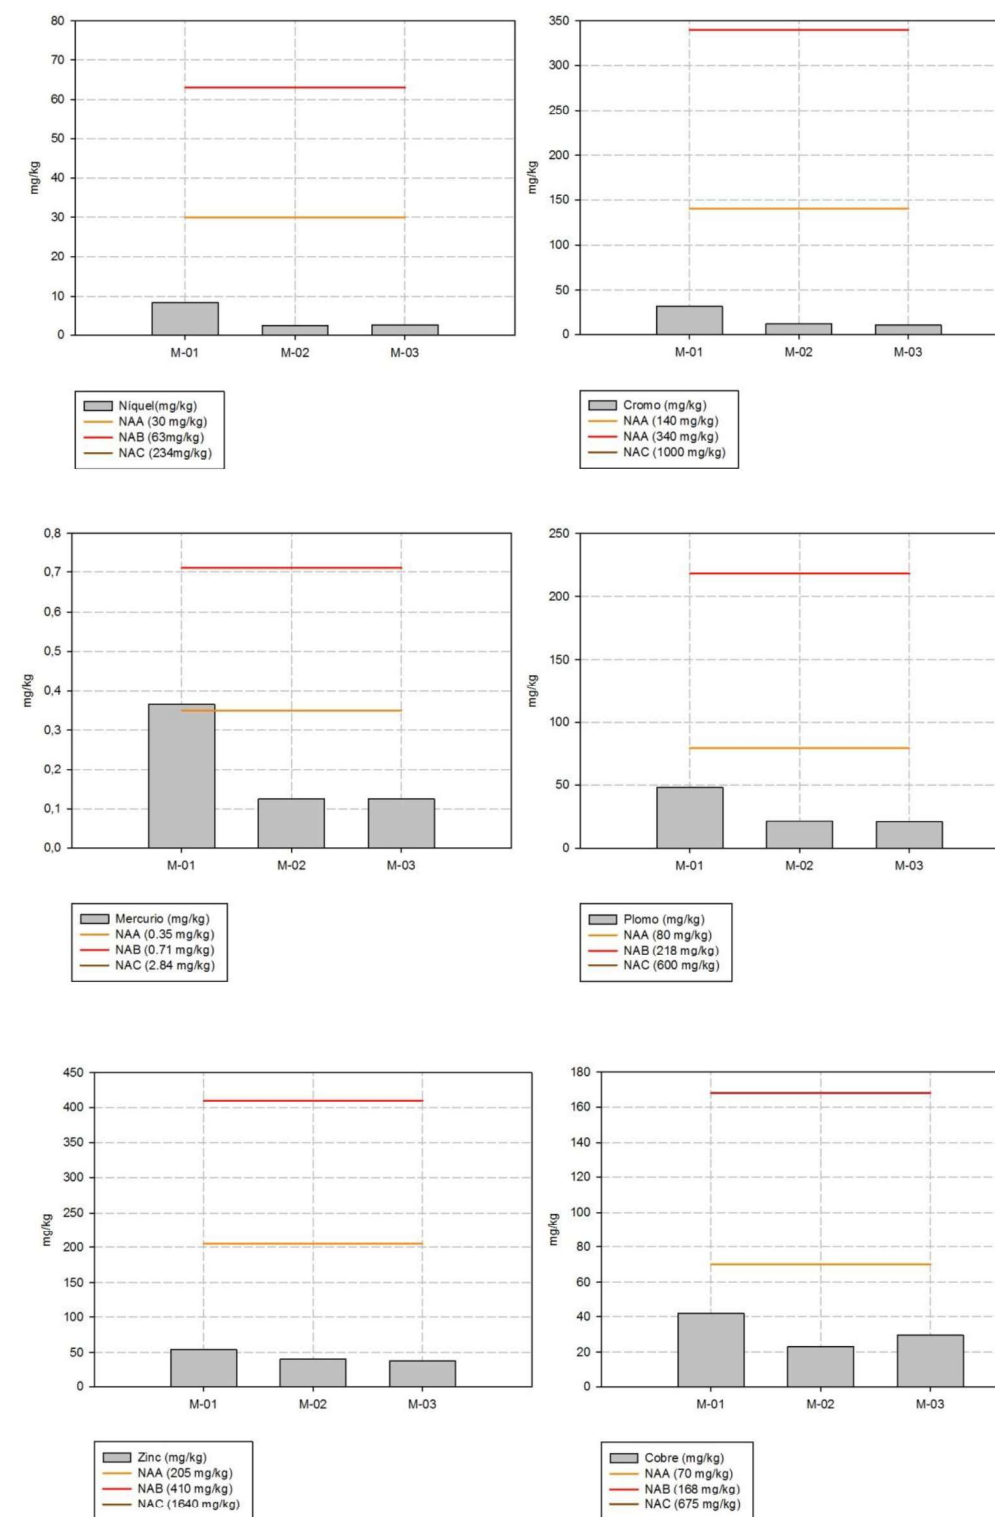 80
70
60
50
40
30
20
10
0
mg/kg
M-01 M-02 M-03
Níquel(mg/kg)
NAA (30 mg/kg)
NAB (63mg/kg)
NAC (234mg/kg)
350
300
250
200
150
100
50
0
mg/kg
M-01 M-02 M-03
Cromo (mg/kg)
NAA (140 mg/kg)
NAA (340 mg/kg)
NAC (1000 mg/kg)
0,8
0,7
0,6
0,5
0,4
0,3
0,2
0,1
0,0
mg/kg
M-01 M-02 M-03
Mercurio (mg/kg)
NAA (0.35 mg/kg)
NAB (0.71 mg/kg)
NAC (2.84 mg/kg)
250
200
150
100
50
0
mg/kg
M-01 M-02 M-03
Plomo (mg/kg)
NAA (80 mg/kg)
NAB (218 mg/kg)
NAC (600 mg/kg)
450
400
350
300
250
200
150
100
50
0
mg/kg
M-01 M-02 M-03
Zinc (mg/kg)
NAA (205 mg/kg)
NAB (410 mg/kg)
NAC (1640 mg/kg)
180
160
140
120
100
80
60
40
20
0
mg/kg
M-01 M-02 M-03
Cobre (mg/kg)
NAA (70 mg/kg)
NAB (168 mg/kg)
NAC (675 mg/kg)